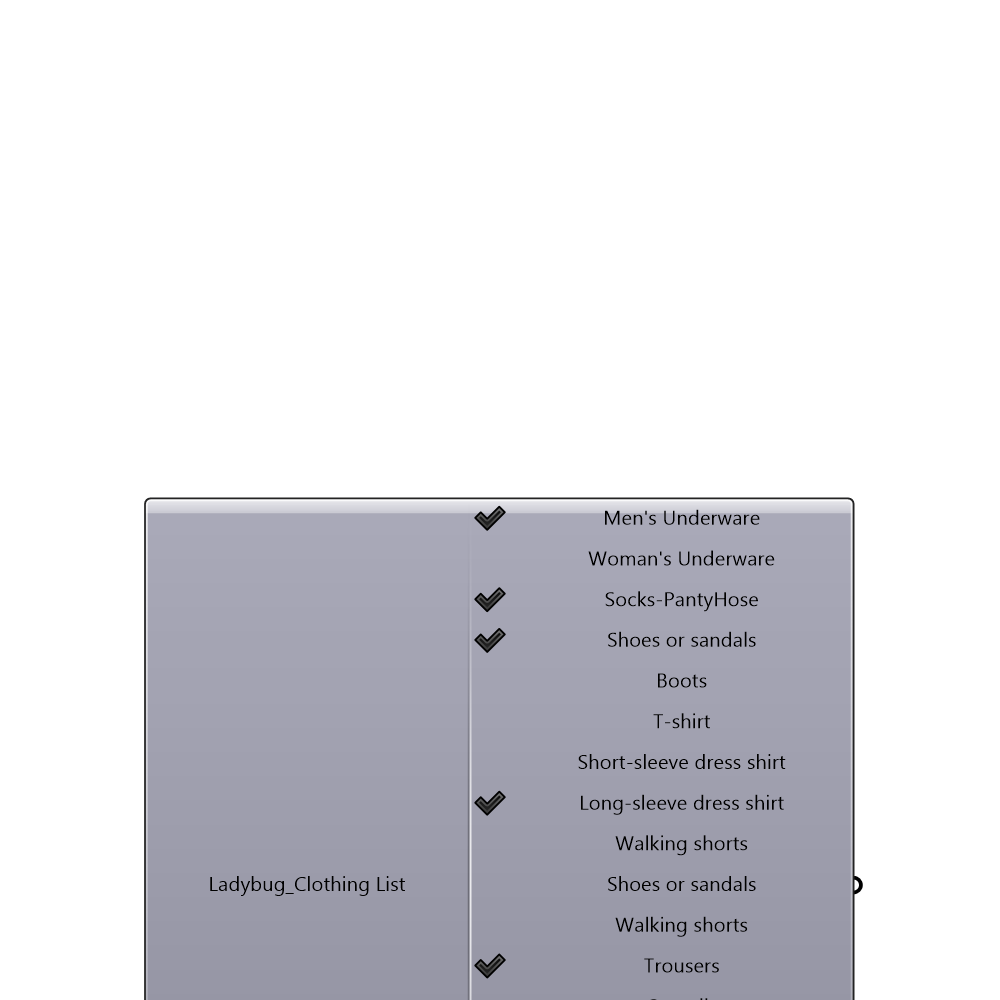 Men's Underware
Woman's Underware
Socks-PantyHose
Shoes or sandals
Boots
T-shirt
Short-sleeve dress shirt
Long-sleeve dress shirt
Walking shorts
Ladybug_Clothing List
Shoes or sandals
Walking shorts
Trousers